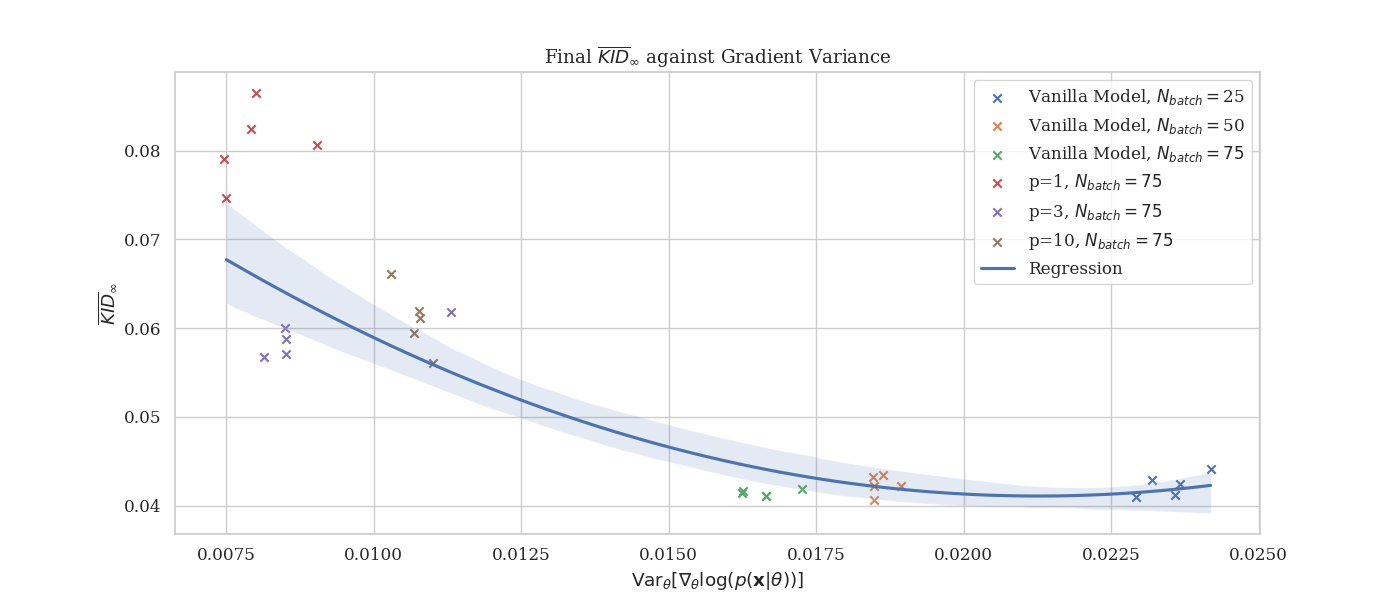 Final $\overline{KID}_\infty$ against Gradient Variance
Vanilla Model, $N_{batch} = 25$
Vanilla Model, $N_{batch} = 50$
Vanilla Model, $N_{batch} = 75$
p=1, $N_{batch} = 75$
p=3, $N_{batch} = 75$
p=10, $N_{batch} = 75$
Regression
$\overline{KID}_\infty$
0.08
0.07
0.06
0.05
0.04
0.0075 0.0100 0.0125 0.0150 0.0175 0.0200 0.0225 0.0250
$\mathrm{Var}_\theta[\nabla_\theta \log(p(\mathbf{x}|\theta))]$